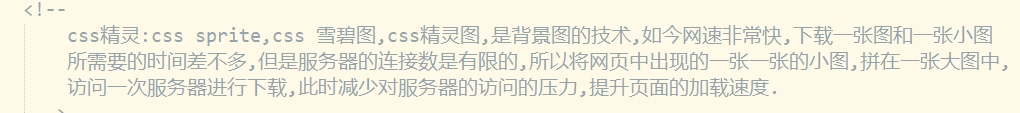 <!--
css精灵:css sprite,css 雪碧图,css精灵图,是背景图的技术,如今网速非常快,下载一张图和一张小图
所需要的时间差不多,但是服务器的连接数是有限的,所以将网页中出现的一张一张的小图,拼在一张大图中,
访问一次服务器进行下载,此时减少对服务器的访问的压力,提升页面的加载速度.